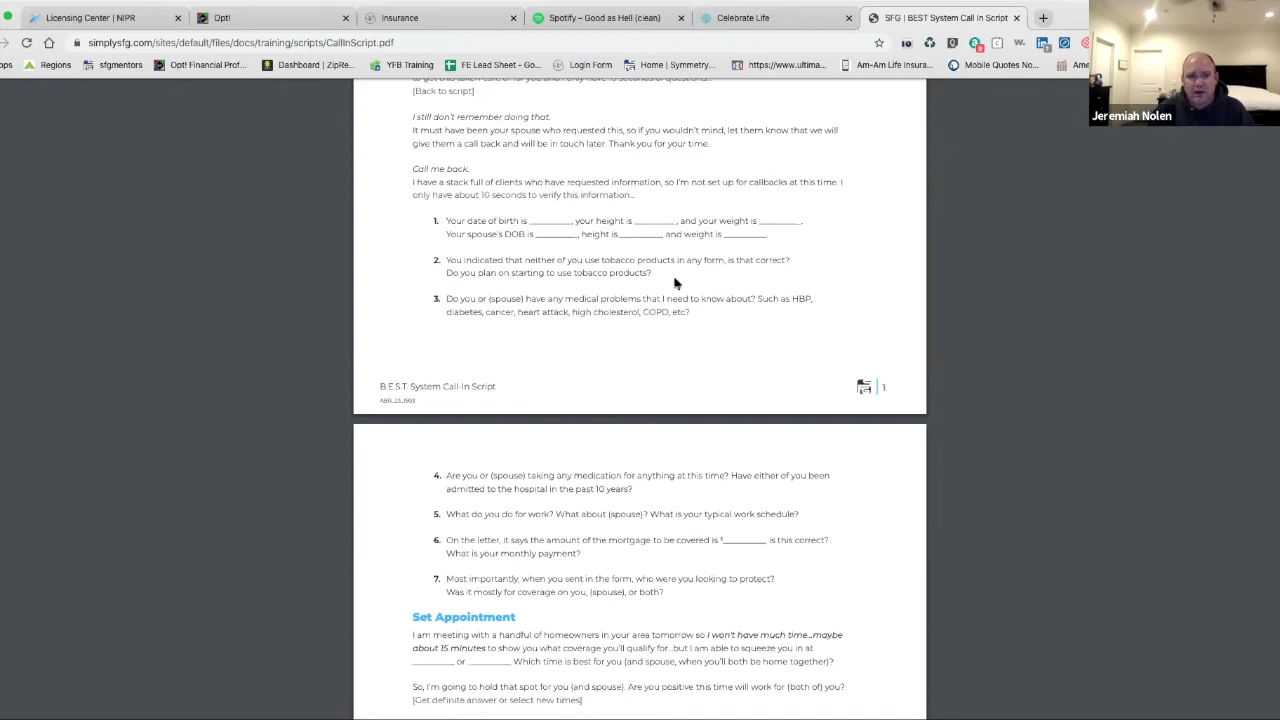 Licensing Center | NIPR
Opt!
Insurance
Spotify – Good as Hell (clean)
Celebrate Life
SFG | BEST System Call In Script
simplysfg.com/sites/default/files/docs/training/scripts/CallInScript.pdf
Regions
sfgmentors
Opt! Financial Prof...
Dashboard | ZipRe...
YFB Training
FE Lead Sheet - Go...
Login Form
Home | Symmetry...
https://www.ultima...
Am-Am Life Insura...
Mobile Quotes No...
Ame
Jeremiah Nolen
[Back to script]
I still don't remember doing that.
It must have been your spouse who requested this, so if you wouldn't mind, let them know that we will
give them a call back and will be in touch later. Thank you for your time.
Call me back.
I have a stack full of clients who have requested information, so I'm not set up for callbacks at this time. I
only have about 10 seconds to verify this information...
1. Your date of birth is _________, your height is _________, and your weight is _________.
Your spouse's DOB is _________, height is _________, and weight is _________.
2. You indicated that neither of you use tobacco products in any form, is that correct?
Do you plan on starting to use tobacco products?
3. Do you or (spouse) have any medical problems that I need to know about? Such as HBP,
diabetes, cancer, heart attack, high cholesterol, COPD, etc?
B.E.S.T. System Call-In Script
1
4. Are you or (spouse) taking any medication for anything at this time? Have either of you been
admitted to the hospital in the past 10 years?
5. What do you do for work? What about (spouse)? What is your typical work schedule?
6. On the letter, it says the amount of the mortgage to be covered is $_________ is this correct?
What is your monthly payment?
7. Most importantly, when you sent in the form, who were you looking to protect?
Was it mostly for coverage on you, (spouse), or both?
Set Appointment
I am meeting with a handful of homeowners in your area tomorrow so I won't have much time...maybe
about 15 minutes to show you what coverage you'll qualify for...but I am able to squeeze you in at
_________ or _________. Which time is best for you (and spouse, when you'll both be home together)?
So, I'm going to hold that spot for you (and spouse). Are you positive this time will work for (both of) you?
[Get definite answer or select new times]